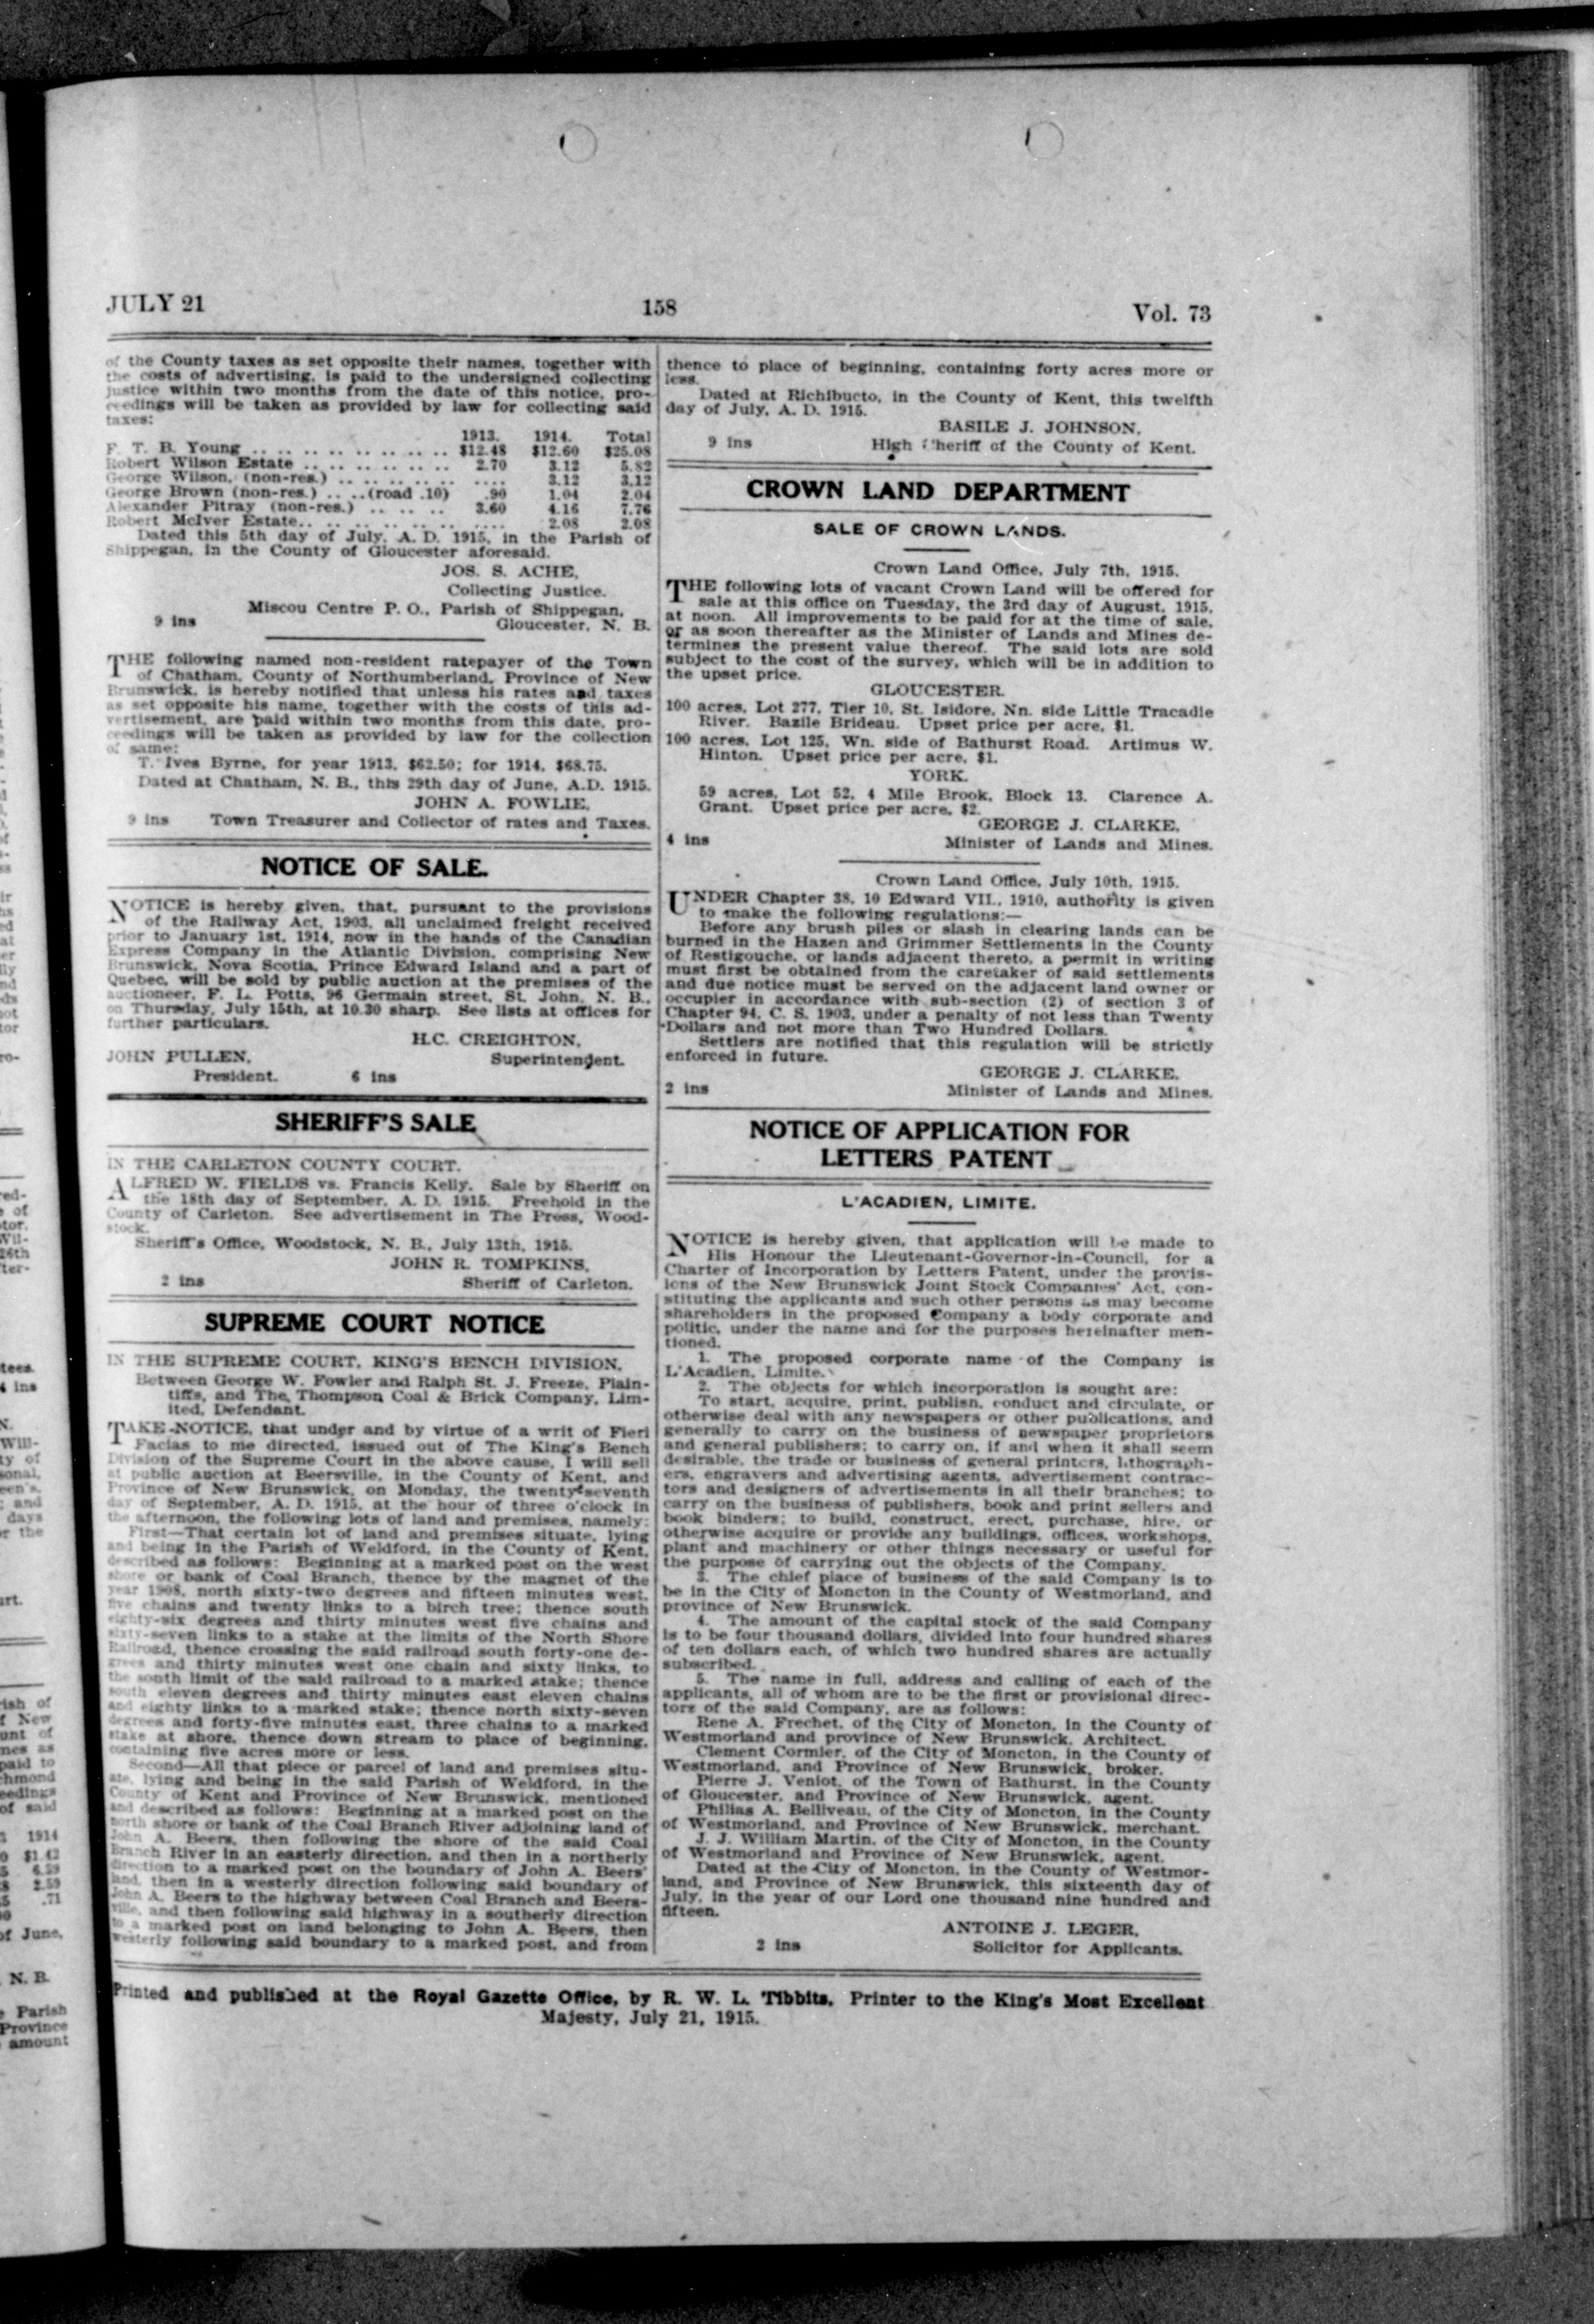 JULY 21
158
Vol. 73
of the County taxes as set opposite their names, together with
the costs of advertising, is paid to the undersigned collecting
justice within two months from the date of this notice, pro-
ceedings will be taken as provided by law for collecting said
taxes:
1913. 1914. Total
F. T. B. Young .. .. .. .. .. .. .. .. .. $12.48 $12.60 $25.08
Robert Wilson Estate .. .. .. .. .. .. .. 2.70 3.12 5.82
George Wilson, (non-res.) .. .. .. .. .. .... 3.12 3.12
George Brown (non-res.) .. ..(road .10) .90 1.04 2.04
Alexander Pitray (non-res.) .. .. .. .. 3.60 4.16 7.76
Robert McIver Estate.. .. .. .. .. .. .. .... 2.08 2.08
Dated this 5th day of July, A. D. 1915, in the Parish of
Shippegan, in the County of Gloucester aforesaid.
JOS. S. ACHE,
Collecting Justice.
Miscou Centre P. O., Parish of Shippegan,
9 ins Gloucester, N. B.
THE following named non-resident ratepayer of the Town
of Chatham, County of Northumberland, Province of New
Brunswick, is hereby notified that unless his rates and taxes
as set opposite his name, together with the costs of this ad-
vertisement, are paid within two months from this date, pro-
ceedings will be taken as provided by law for the collection
of same:
T. Ives Byrne, for year 1913, $62.50; for 1914, $68.75.
Dated at Chatham, N. B., this 29th day of June, A.D. 1915.
JOHN A. FOWLIE,
9 ins Town Treasurer and Collector of rates and Taxes.
NOTICE OF SALE.
NOTICE is hereby given, that, pursuant to the provisions
of the Railway Act, 1903, all unclaimed freight received
prior to January 1st, 1914, now in the hands of the Canadian
Express Company in the Atlantic Division, comprising New
Brunswick, Nova Scotia, Prince Edward Island and a part of
Quebec, will be sold by public auction at the premises of the
auctioneer, F. L. Potts, 96 Germain street, St. John, N. B.,
on Thursday, July 15th, at 10.30 sharp. See lists at offices for
further particulars.
H.C. CREIGHTON,
JOHN PULLEN, Superintendent.
President. 6 ins
SHERIFF'S SALE
IN THE CARLETON COUNTY COURT.
ALFRED W. FIELDS vs. Francis Kelly. Sale by Sheriff on
the 18th day of September, A. D. 1915. Freehold in the
County of Carleton. See advertisement in The Press, Wood-
stock.
Sheriff's Office, Woodstock, N. B., July 13th, 1915.
JOHN R. TOMPKINS,
2 ins Sheriff of Carleton.
SUPREME COURT NOTICE
IN THE SUPREME COURT, KING'S BENCH DIVISION,
Between George W. Fowler and Ralph St. J. Freeze, Plain-
tiffs, and The Thompson Coal & Brick Company, Lim-
ited, Defendant.
TAKE NOTICE, that under and by virtue of a writ of Fieri
Facias to me directed, issued out of The King's Bench
Division of the Supreme Court in the above cause, I will sell
at public auction at Beersville, in the County of Kent, and
Province of New Brunswick, on Monday, the twenty-seventh
day of September, A. D. 1915, at the hour of three o'clock in
the afternoon, the following lots of land and premises, namely:
First—That certain lot of land and premises situate, lying
and being in the Parish of Weldford, in the County of Kent,
described as follows: Beginning at a marked post on the west
shore or bank of Coal Branch, thence by the magnet of the
year 1908, north sixty-two degrees and fifteen minutes west,
five chains and twenty links to a birch tree; thence south
eighty-six degrees and thirty minutes west five chains and
sixty-seven links to a stake at the limits of the North Shore
Railroad, thence crossing the said railroad south forty-one de-
grees and thirty minutes west one chain and sixty links, to
the south limit of the said railroad to a marked stake; thence
south eleven degrees and thirty minutes east eleven chains
and eighty links to a marked stake; thence north sixty-seven
degrees and forty-five minutes east, three chains to a marked
stake at shore, thence down stream to place of beginning,
containing five acres more or less.
Second—All that piece or parcel of land and premises situ-
ate, lying and being in the said Parish of Weldford, in the
County of Kent and Province of New Brunswick, mentioned
and described as follows: Beginning at a marked post on the
north shore or bank of the Coal Branch River adjoining land of
John A. Beers, then following the shore of the said Coal
Branch River in an easterly direction, and then in a northerly
direction to a marked post on the boundary of John A. Beers'
land, then in a westerly direction following said boundary of
John A. Beers to the highway between Coal Branch and Beers-
ville, and then following said highway in a southerly direction
to a marked post on land belonging to John A. Beers, then
westerly following said boundary to a marked post, and from
thence to place of beginning, containing forty acres more or
less.
Dated at Richibucto, in the County of Kent, this twelfth
day of July, A. D. 1915.
BASILE J. JOHNSON,
9 ins High Sheriff of the County of Kent.
CROWN LAND DEPARTMENT
SALE OF CROWN LANDS.
Crown Land Office, July 7th, 1915.
THE following lots of vacant Crown Land will be offered for
sale at this office on Tuesday, the 3rd day of August, 1915,
at noon. All improvements to be paid for at the time of sale,
or as soon thereafter as the Minister of Lands and Mines de-
termines the present value thereof. The said lots are sold
subject to the cost of the survey, which will be in addition to
the upset price.
GLOUCESTER.
100 acres, Lot 277, Tier 10, St. Isidore, Nn. side Little Tracadie
River. Bazile Brideau. Upset price per acre, $1.
100 acres, Lot 125, Wn. side of Bathurst Road. Artimus W.
Hinton. Upset price per acre, $1.
YORK.
59 acres, Lot 52, 4 Mile Brook, Block 13. Clarence A.
Grant. Upset price per acre, $2.
GEORGE J. CLARKE,
4 ins Minister of Lands and Mines.
Crown Land Office, July 10th, 1915.
UNDER Chapter 38, 10 Edward VII., 1910, authority is given
to make the following regulations:—
Before any brush piles or slash in clearing lands can be
burned in the Hazen and Grimmer Settlements in the County
of Restigouche, or lands adjacent thereto, a permit in writing
must first be obtained from the caretaker of said settlements
and due notice must be served on the adjacent land owner or
occupier in accordance with sub-section (2) of section 3 of
Chapter 94, C. S. 1903, under a penalty of not less than Twenty
Dollars and not more than Two Hundred Dollars.
Settlers are notified that this regulation will be strictly
enforced in future.
GEORGE J. CLARKE,
2 ins Minister of Lands and Mines.
NOTICE OF APPLICATION FOR
LETTERS PATENT
L'ACADIEN, LIMITE.
NOTICE is hereby given, that application will be made to
His Honour the Lieutenant-Governor-in-Council, for a
Charter of Incorporation by Letters Patent, under the provis-
ions of the New Brunswick Joint Stock Companies' Act, con-
stituting the applicants and such other persons as may become
shareholders in the proposed Company a body corporate and
politic, under the name and for the purposes hereinafter men-
tioned.
1. The proposed corporate name of the Company is
L'Acadien, Limite.
2. The objects for which incorporation is sought are:
To start, acquire, print, publish, conduct and circulate, or
otherwise deal with any newspapers or other publications, and
generally to carry on the business of newspaper proprietors
and general publishers; to carry on, if and when it shall seem
desirable, the trade or business of general printers, lithograph-
ers, engravers and advertising agents, advertisement contrac-
tors and designers of advertisements in all their branches; to
carry on the business of publishers, book and print sellers and
book binders; to build, construct, erect, purchase, hire, or
otherwise acquire or provide any buildings, offices, workshops,
plant and machinery or other things necessary or useful for
the purpose of carrying out the objects of the Company.
3. The chief place of business of the said Company is to
be in the City of Moncton in the County of Westmorland, and
province of New Brunswick.
4. The amount of the capital stock of the said Company
is to be four thousand dollars, divided into four hundred shares
of ten dollars each, of which two hundred shares are actually
subscribed.
5. The name in full, address and calling of each of the
applicants, all of whom are to be the first or provisional direc-
tors of the said Company, are as follows:
Rene A. Frechet, of the City of Moncton, in the County of
Westmorland and province of New Brunswick, Architect.
Clement Cormier, of the City of Moncton, in the County of
Westmorland, and Province of New Brunswick, broker.
Pierre J. Veniot, of the Town of Bathurst, in the County
of Gloucester, and Province of New Brunswick, agent.
Philias A. Belliveau, of the City of Moncton, in the County
of Westmorland, and Province of New Brunswick, merchant.
J. J. William Martin, of the City of Moncton, in the County
of Westmorland and Province of New Brunswick, agent.
Dated at the City of Moncton, in the County of Westmor-
land, and Province of New Brunswick, this sixteenth day of
July, in the year of our Lord one thousand nine hundred and
fifteen.
ANTOINE J. LEGER,
2 ins Solicitor for Applicants.
Printed and published at the Royal Gazette Office, by R. W. L. Tibbits, Printer to the King's Most Excellent
Majesty, July 21, 1915.